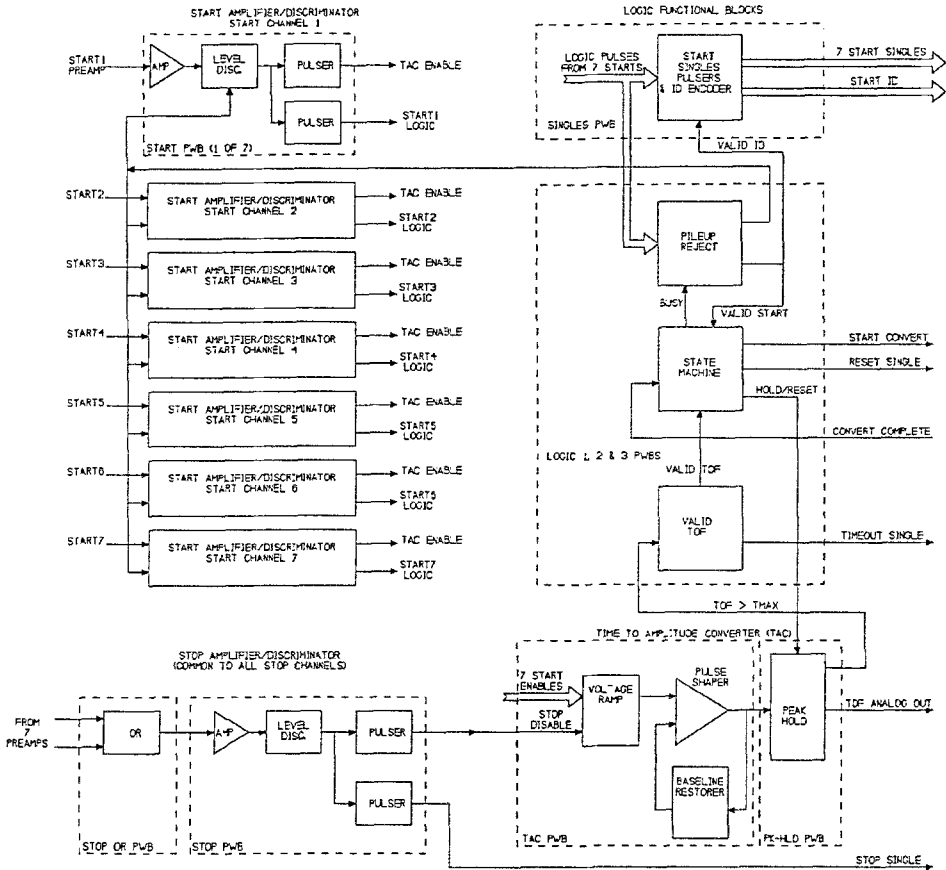 START AMPLIFIER/DISCRIMINATOR
START CHANNEL 1
START1
PREAMP
AMP
LEVEL
DISC.
PULSER
TAC ENABLE
PULSER
START1
LOGIC
START PWB (1 OF 7)
START2
START AMPLIFIER/DISCRIMINATOR
START CHANNEL 2
TAC ENABLE
START2
LOGIC
START3
START AMPLIFIER/DISCRIMINATOR
START CHANNEL 3
TAC ENABLE
START3
LOGIC
START4
START AMPLIFIER/DISCRIMINATOR
START CHANNEL 4
TAC ENABLE
START4
LOGIC
START5
START AMPLIFIER/DISCRIMINATOR
START CHANNEL 5
TAC ENABLE
START5
LOGIC
START6
START AMPLIFIER/DISCRIMINATOR
START CHANNEL 6
TAC ENABLE
START5
LOGIC
START7
START AMPLIFIER/DISCRIMINATOR
START CHANNEL 7
TAC ENABLE
START7
LOGIC
LOGIC FUNCTIONAL BLOCKS
LOGIC PULSES
FROM 7 STARTS
START
SINGLES
PULSERS
& ID ENCODER
7 START SINGLES
START ID
SINGLES PWB
VALID ID
PILEUP
REJECT
BUSY
VALID START
STATE
MACHINE
START CONVERT
RESET SINGLE
HOLD/RESET
CONVERT COMPLETE
LOGIC 1, 2 & 3 PWBS
VALID TOF
VALID
TOF
TIMEOUT SINGLE
TOF > TMAX
STOP AMPLIFIER/DISCRIMINATOR
(COMMON TO ALL STOP CHANNELS)
FROM
7
PREAMPS
OR
STOP OR PWB
AMP
LEVEL
DISC.
PULSER
PULSER
STOP PWB
TIME TO AMPLITUDE CONVERTER (TAC)
7 START
ENABLES
STOP
DISABLE
VOLTAGE
RAMP
PULSE
SHAPER
BASELINE
RESTORER
TAC PWB
PEAK
HOLD
PK-HLD PWB
TOF ANALOG OUT
STOP SINGLE